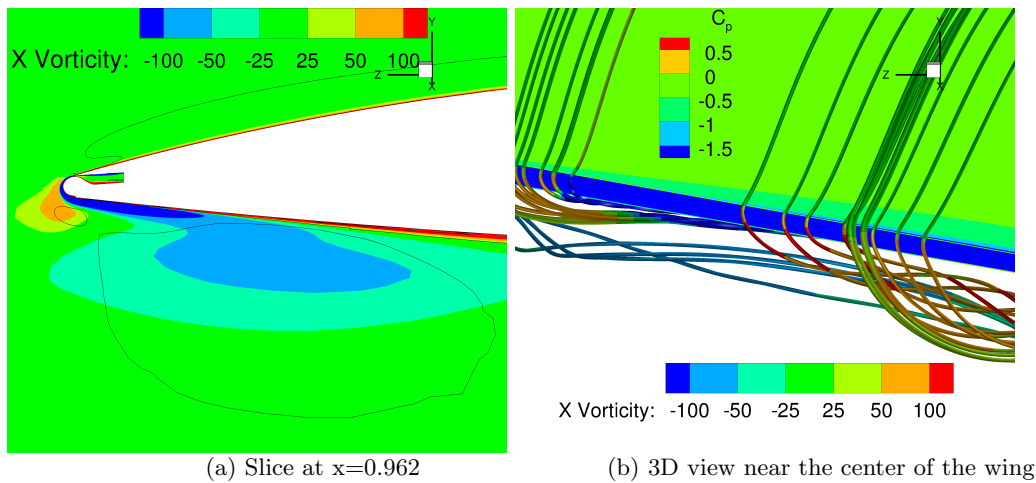 Y
X Vorticity: -100 -50 -25 25 50 100
Z
X
(a) Slice at x=0.962
Cp
0.5
0
-0.5
-1
-1.5
Y
Z
X
-100 -50 -25 25 50 100
X Vorticity:
(b) 3D view near the center of the wing